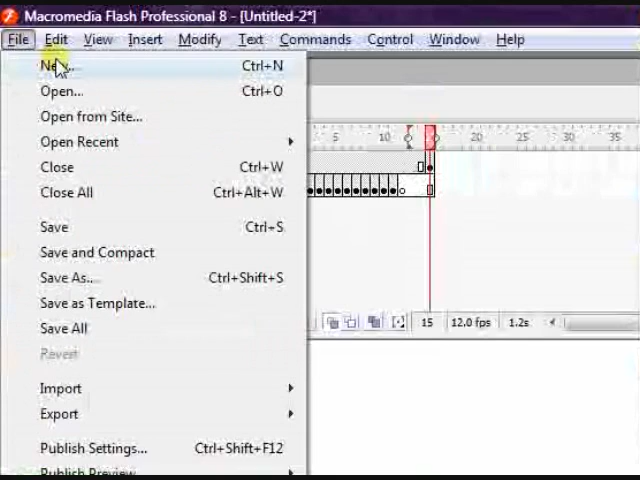 Macromedia Flash Professional 8 - [Untitled-2*]
File Edit View Insert Modify Text Commands Control Window Help
New... Ctrl+N
Open... Ctrl+O
Open from Site...
Open Recent
Close Ctrl+W
Close All Ctrl+Alt+W
Save Ctrl+S
Save and Compact
Save As... Ctrl+Shift+S
Save as Template...
Save All
Revert
Import
Export
Publish Settings... Ctrl+Shift+F12
Publish Preview
5 10 20 25 30 35
15 12.0 fps 1.2s